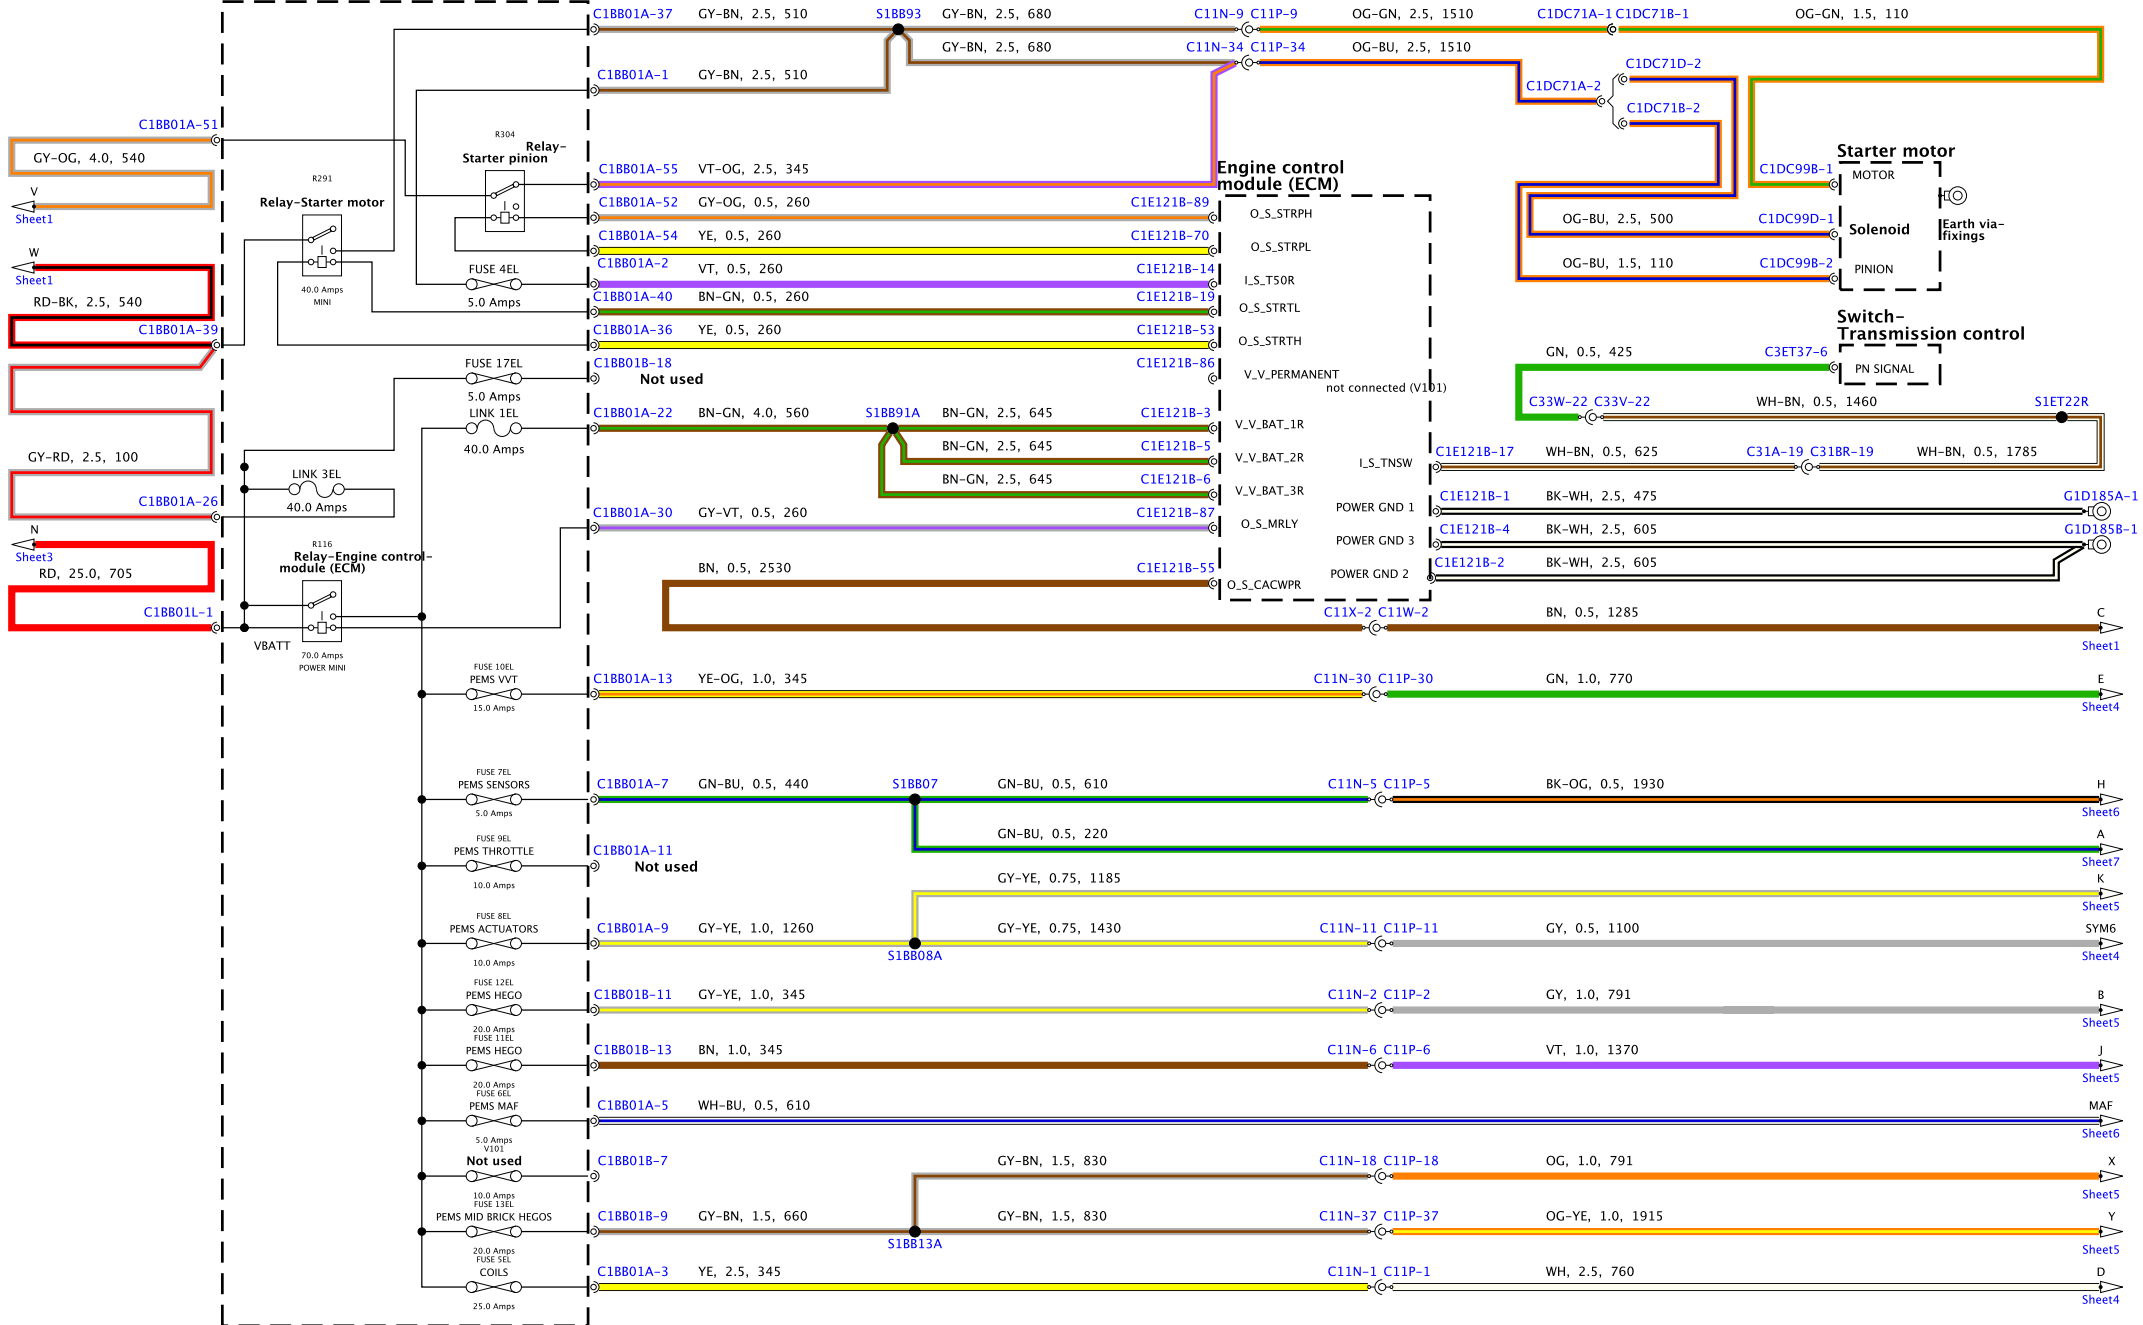 C1BB01A-37 GY-BN, 2.5, 510 S1BB93 GY-BN, 2.5, 680 C11N-9 C11P-9 OG-GN, 2.5, 1510 C1DC71A-1 C1DC71B-1 OG-GN, 1.5, 110
GY-BN, 2.5, 680 C11N-34 C11P-34 OG-BU, 2.5, 1510
C1DC71D-2
C1BB01A-1 GY-BN, 2.5, 510 C1DC71A-2
C1DC71B-2
C1BB01A-51
R304
Relay-
Starter pinion
GY-OG, 4.0, 540
Starter motor
C1BB01A-55 VT-OG, 2.5, 345
Engine control
module (ECM)
C1DC99B-1 MOTOR
R291
Relay-Starter motor
V
Sheet1
C1BB01A-52 GY-OG, 0.5, 260 C1E121B-89 O_S_STRPH
OG-BU, 2.5, 500 C1DC99D-1 Solenoid
Earth via-
fixings
C1BB01A-54 YE, 0.5, 260 C1E121B-70 O_S_STRPL
W
Sheet1
FUSE 4EL
5.0 Amps
C1BB01A-2 VT, 0.5, 260 C1E121B-14 I_S_T50R
OG-BU, 1.5, 110 C1DC99B-2 PINION
40.0 Amps
MINI
RD-BK, 2.5, 540
C1BB01A-40 BN-GN, 0.5, 260 C1E121B-19 O_S_STRTL
C1BB01A-39
C1BB01A-36 YE, 0.5, 260 C1E121B-53 O_S_STRTH
Switch-
Transmission control
GN, 0.5, 425 C3ET37-6 PN SIGNAL
FUSE 17EL
5.0 Amps
C1BB01B-18
Not used
C1E121B-86 V_V_PERMANENT
not connected (V101)
LINK 1EL
40.0 Amps
C1BB01A-22 BN-GN, 4.0, 560 S1BB91A BN-GN, 2.5, 645 C1E121B-3 V_V_BAT_1R
C33W-22 C33V-22 WH-BN, 0.5, 1460 S1ET22R
BN-GN, 2.5, 645 C1E121B-5 V_V_BAT_2R
I_S_TNSW C1E121B-17 WH-BN, 0.5, 625 C31A-19 C31BR-19 WH-BN, 0.5, 1785
GY-RD, 2.5, 100
LINK 3EL
40.0 Amps
BN-GN, 2.5, 645 C1E121B-6 V_V_BAT_3R
C1BB01A-26
POWER GND 1 C1E121B-1 BK-WH, 2.5, 475 G1D185A-1
C1BB01A-30 GY-VT, 0.5, 260 C1E121B-87 O_S_MRLY
N
Sheet3
POWER GND 3 C1E121B-4 BK-WH, 2.5, 605 G1D185B-1
R116
Relay-Engine control-
module (ECM)
POWER GND 2 C1E121B-2 BK-WH, 2.5, 605
RD, 25.0, 705
BN, 0.5, 2530 C1E121B-55 O_S_CACWPR
C1BB01L-1
C11X-2 C11W-2 BN, 0.5, 1285 C
Sheet1
VBATT
70.0 Amps
POWER MINI
FUSE 10EL
PEMS VVT
15.0 Amps
C1BB01A-13 YE-OG, 1.0, 345 C11N-30 C11P-30 GN, 1.0, 770 E
Sheet4
FUSE 7EL
PEMS SENSORS
5.0 Amps
C1BB01A-7 GN-BU, 0.5, 440 S1BB07 GN-BU, 0.5, 610 C11N-5 C11P-5 BK-OG, 0.5, 1930 H
Sheet6
GN-BU, 0.5, 220 A
Sheet7
FUSE 9EL
PEMS THROTTLE
10.0 Amps
C1BB01A-11
Not used
GY-YE, 0.75, 1185 K
Sheet5
FUSE 8EL
PEMS ACTUATORS
10.0 Amps
C1BB01A-9 GY-YE, 1.0, 1260 S1BB08A GY-YE, 0.75, 1430 C11N-11 C11P-11 GY, 0.5, 1100 SYM6
Sheet4
FUSE 12EL
PEMS HEGO
20.0 Amps
C1BB01B-11 GY-YE, 1.0, 345 C11N-2 C11P-2 GY, 1.0, 791 B
Sheet5
FUSE 11EL
PEMS HEGO
20.0 Amps
C1BB01B-13 BN, 1.0, 345 C11N-6 C11P-6 VT, 1.0, 1370 J
Sheet5
FUSE 6EL
PEMS MAF
5.0 Amps
C1BB01A-5 WH-BU, 0.5, 610 MAF
Sheet6
V101
Not used
10.0 Amps
C1BB01B-7 GY-BN, 1.5, 830 C11N-18 C11P-18 OG, 1.0, 791 X
Sheet5
FUSE 13EL
PEMS MID BRICK HEGOS
20.0 Amps
C1BB01B-9 GY-BN, 1.5, 660 S1BB13A GY-BN, 1.5, 830 C11N-37 C11P-37 OG-YE, 1.0, 1915 Y
Sheet5
FUSE 5EL
COILS
25.0 Amps
C1BB01A-3 YE, 2.5, 345 C11N-1 C11P-1 WH, 2.5, 760 D
Sheet4